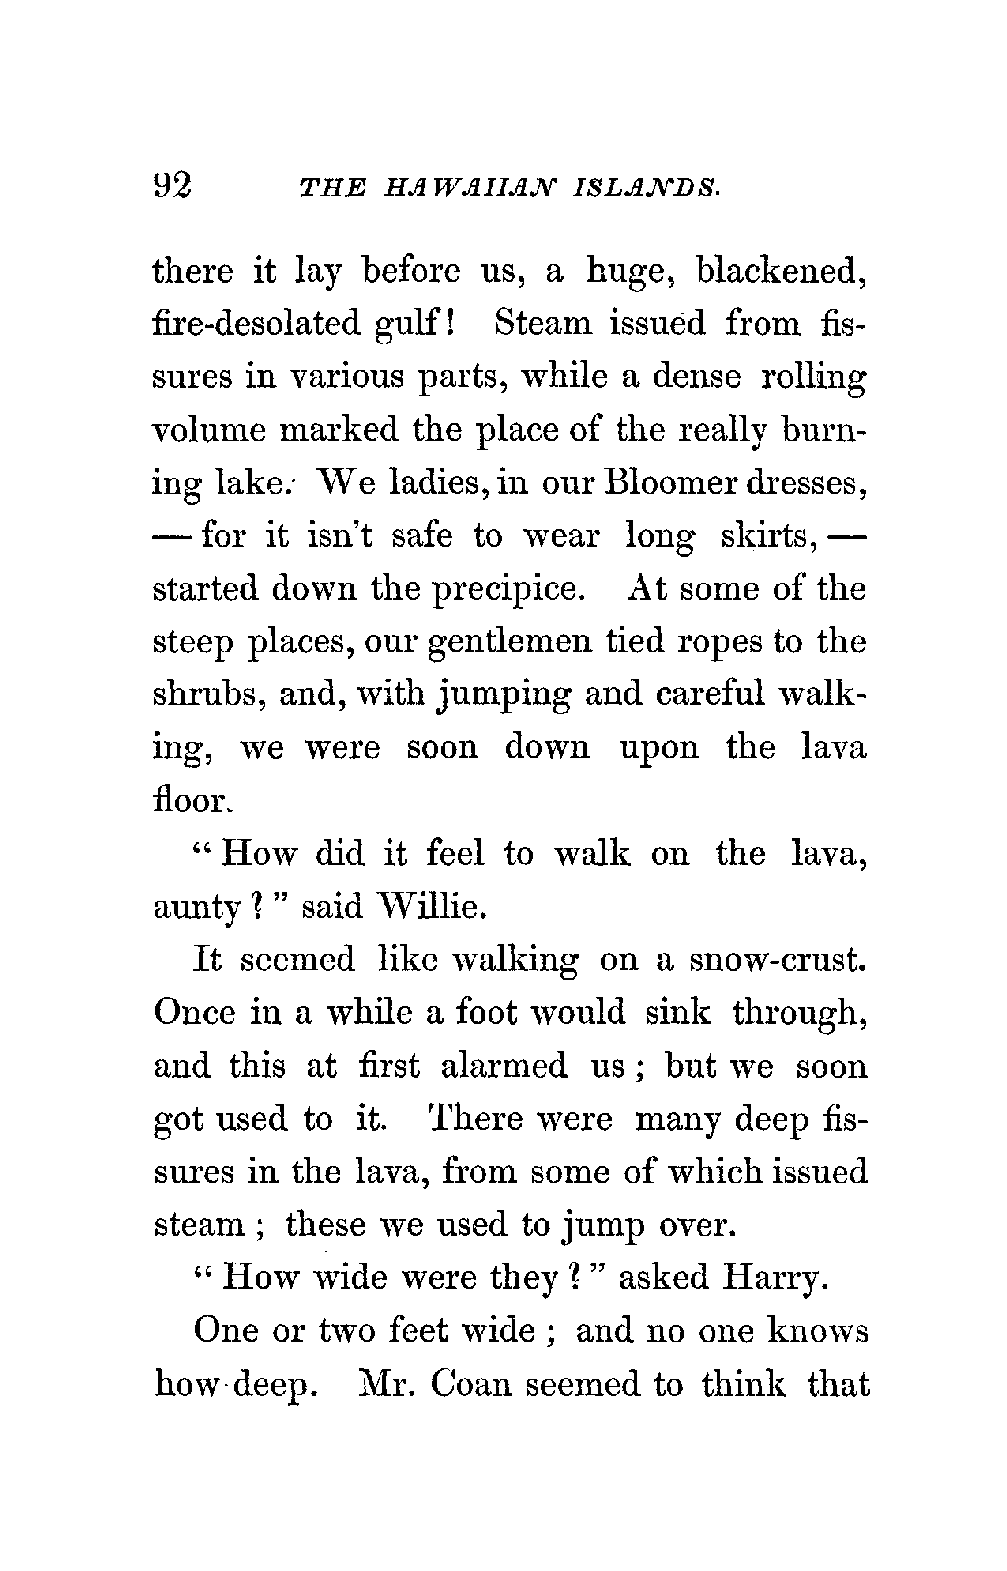 92 THE HAWAIIAN ISLANDS.
there it lay before us, a huge, blackened,
fire-desolated gulf! Steam issued from fis-
sures in various parts, while a dense rolling
volume marked the place of the really burn-
ing lake. We ladies, in our Bloomer dresses,
— for it isn't safe to wear long skirts, —
started down the precipice. At some of the
steep places, our gentlemen tied ropes to the
shrubs, and, with jumping and careful walk-
ing, we were soon down upon the lava
floor.
“ How did it feel to walk on the lava,
aunty ? ” said Willie.
It seemed like walking on a snow-crust.
Once in a while a foot would sink through,
and this at first alarmed us ; but we soon
got used to it. There were many deep fis-
sures in the lava, from some of which issued
steam ; these we used to jump over.
“ How wide were they ? ” asked Harry.
One or two feet wide ; and no one knows
how deep. Mr. Coan seemed to think that